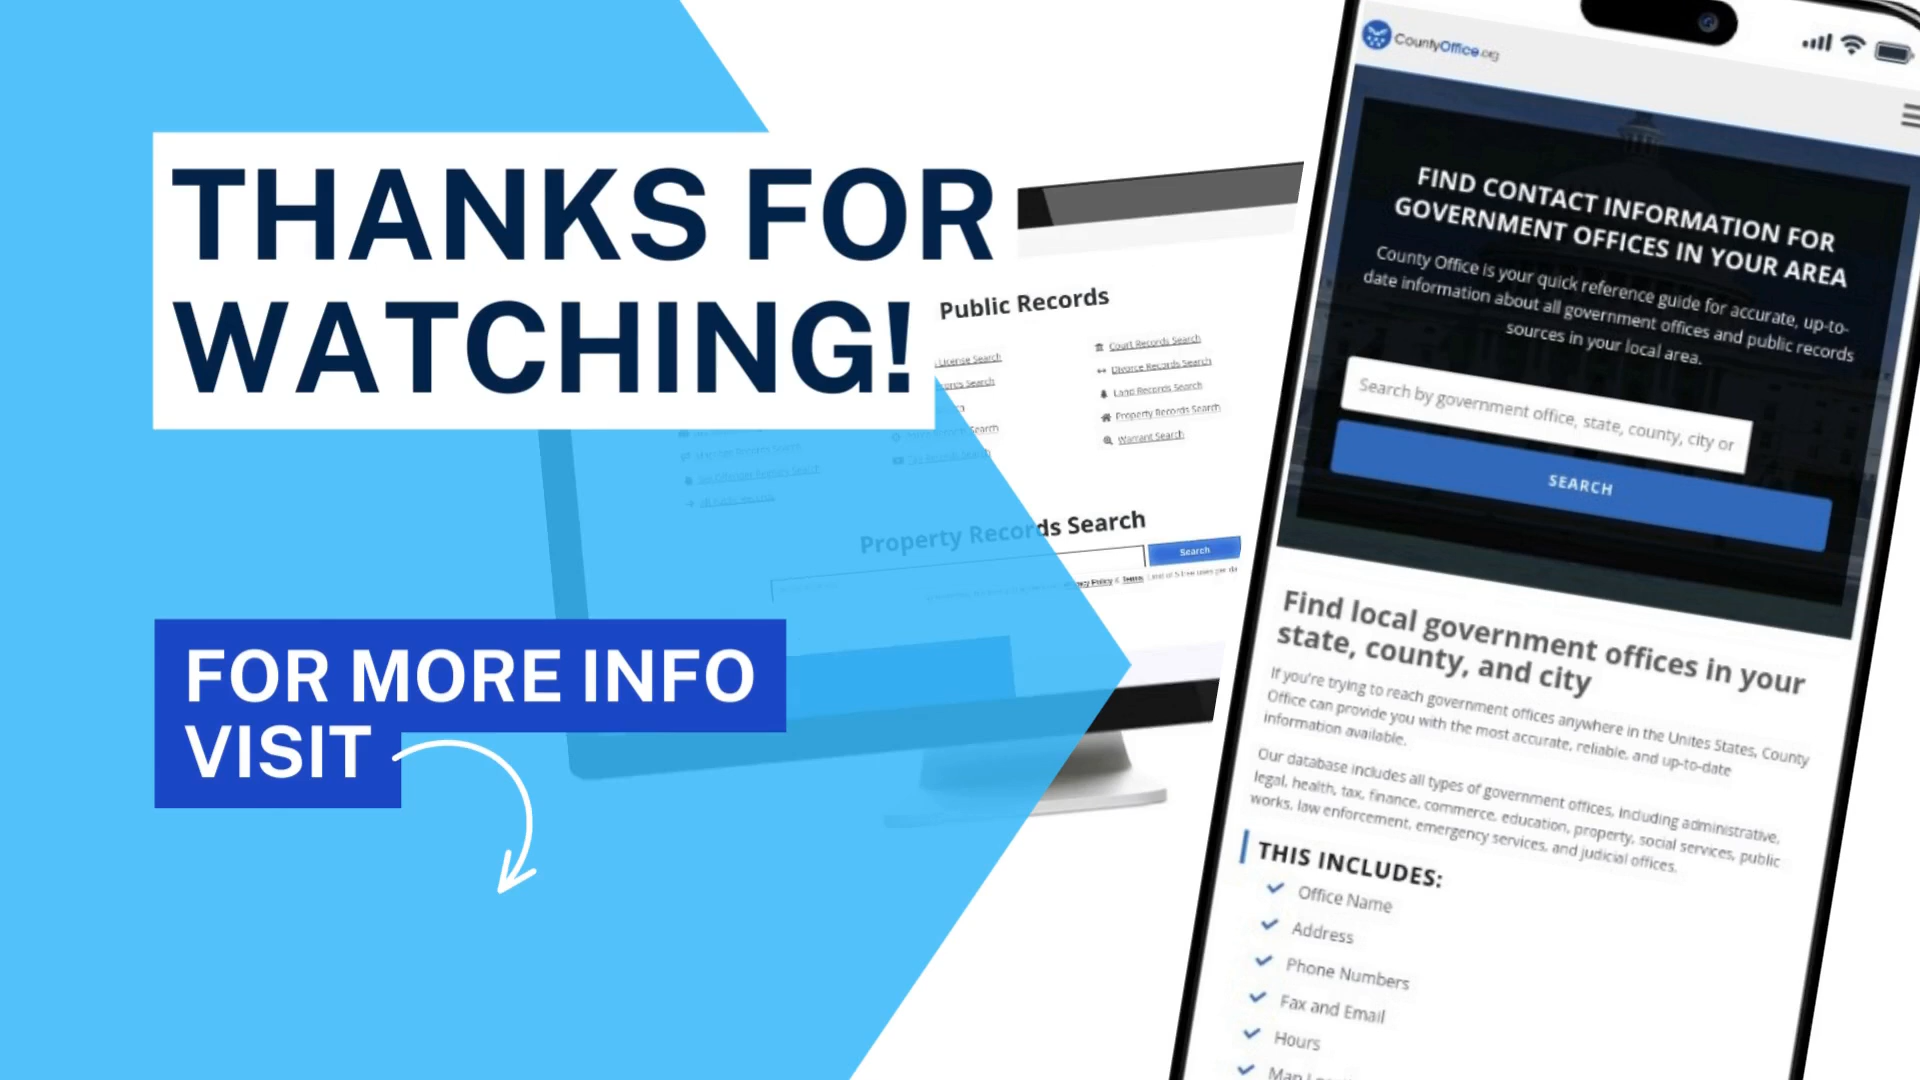 THANKS FOR
WATCHING!
FOR MORE INFO
VISIT
Public Records
License Search
Records Search
Search
Court Records Search
Divorce Records Search
Land Records Search
Property Records Search
Warrant Search
Property Records Search
Search
Policy & Terms
CountyOffice.org
FIND CONTACT INFORMATION FOR
GOVERNMENT OFFICES IN YOUR AREA
County Office is your quick reference guide for accurate, up-to-
date information about all government offices and public records
sources in your local area.
Search by government office, state, county, city or
SEARCH
Find local government offices in your
state, county, and city
If you're trying to reach government offices anywhere in the Unites States, County
Office can provide you with the most accurate, reliable, and up-to-date
information available.
Our database includes all types of government offices, including administrative,
legal, health, tax, finance, commerce, education, property, social services, public
works, law enforcement, emergency services, and judicial offices.
THIS INCLUDES:
Office Name
Address
Phone Numbers
Fax and Email
Hours
Map